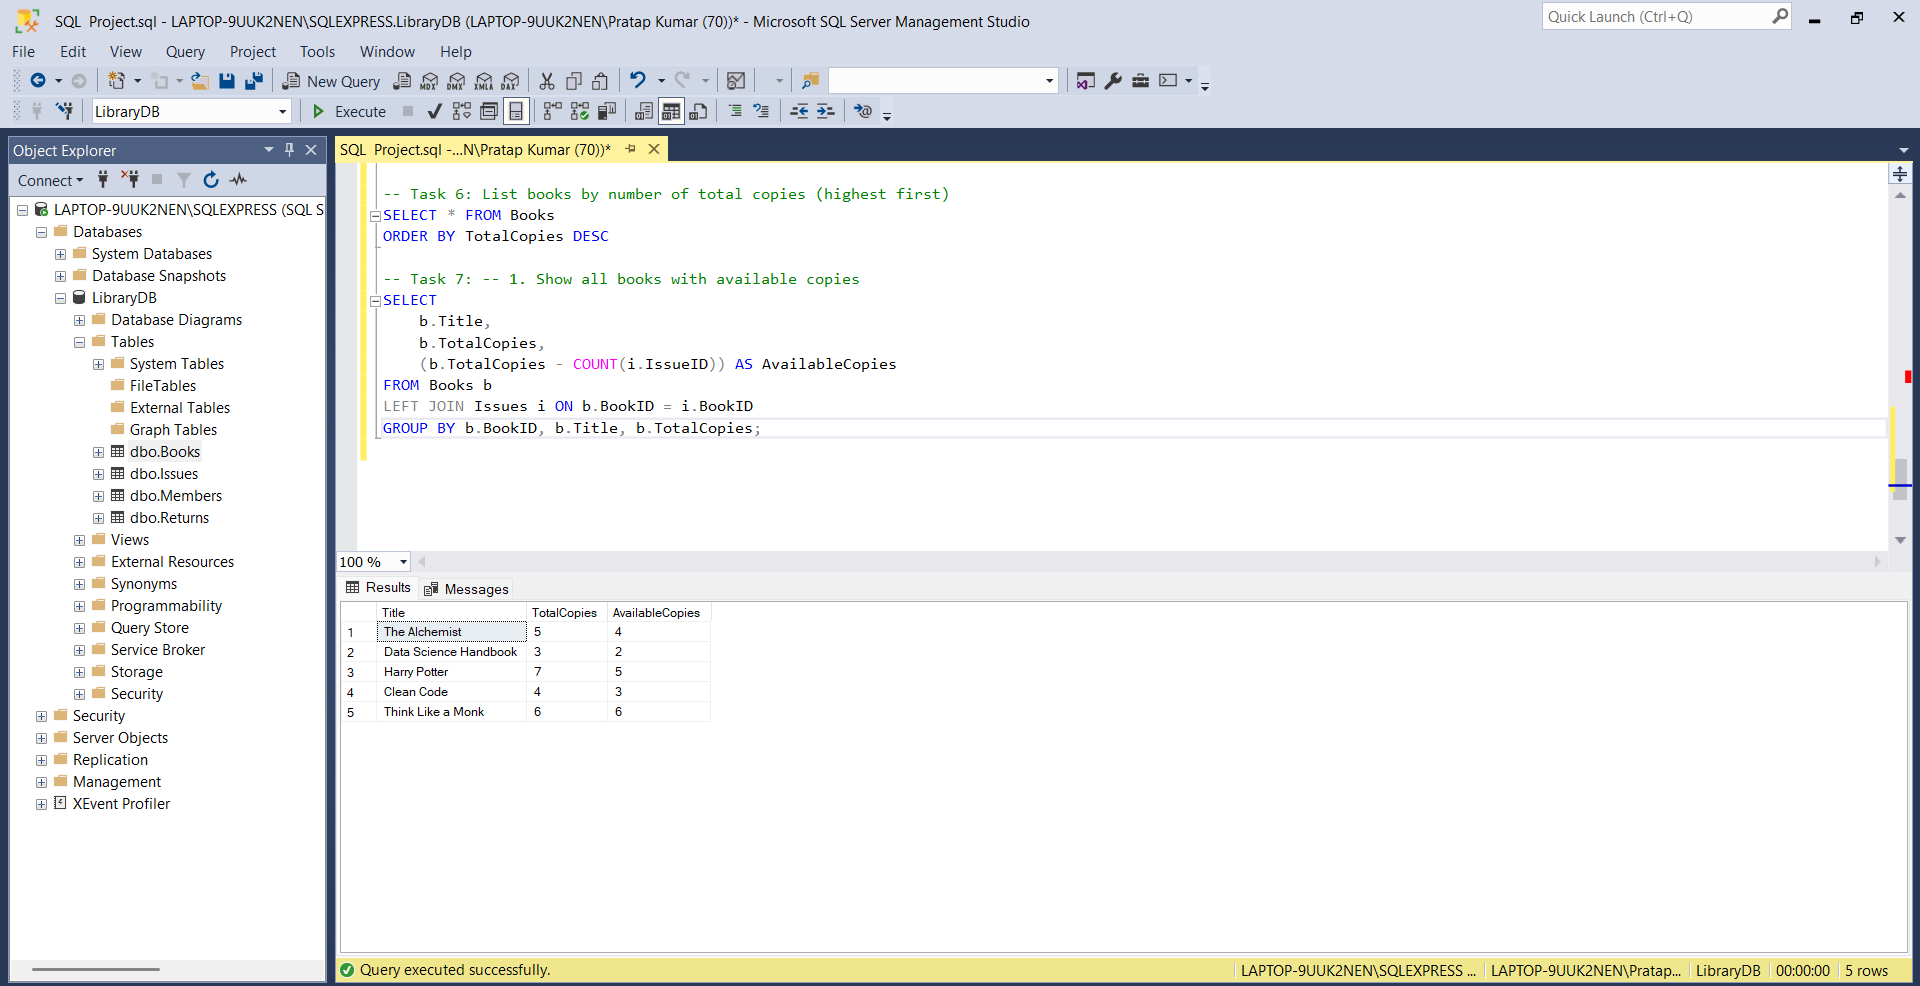 SQL Project.sql - LAPTOP-9UUK2NEN\SQLEXPRESS.LibraryDB (LAPTOP-9UUK2NEN\Pratap Kumar (70))* - Microsoft SQL Server Management Studio
Quick Launch (Ctrl+Q)
File Edit View Query Project Tools Window Help
New Query MDX DMX XMLA DAX
LibraryDB Execute
Object Explorer
Connect
LAPTOP-9UUK2NEN\SQLEXPRESS (SQL S
Databases
System Databases
Database Snapshots
LibraryDB
Database Diagrams
Tables
System Tables
FileTables
External Tables
Graph Tables
dbo.Books
dbo.Issues
dbo.Members
dbo.Returns
Views
External Resources
Synonyms
Programmability
Query Store
Service Broker
Storage
Security
Security
Server Objects
Replication
Management
XEvent Profiler
SQL Project.sql -...N\Pratap Kumar (70))*
-- Task 6: List books by number of total copies (highest first)
SELECT * FROM Books
ORDER BY TotalCopies DESC
-- Task 7: -- 1. Show all books with available copies
SELECT
b.Title,
b.TotalCopies,
(b.TotalCopies - COUNT(i.IssueID)) AS AvailableCopies
FROM Books b
LEFT JOIN Issues i ON b.BookID = i.BookID
GROUP BY b.BookID, b.Title, b.TotalCopies;
100 %
Results Messages
Title TotalCopies AvailableCopies
1 The Alchemist 5 4
2 Data Science Handbook 3 2
3 Harry Potter 7 5
4 Clean Code 4 3
5 Think Like a Monk 6 6
Query executed successfully.
LAPTOP-9UUK2NEN\SQLEXPRESS ... LAPTOP-9UUK2NEN\Pratap... LibraryDB 00:00:00 5 rows